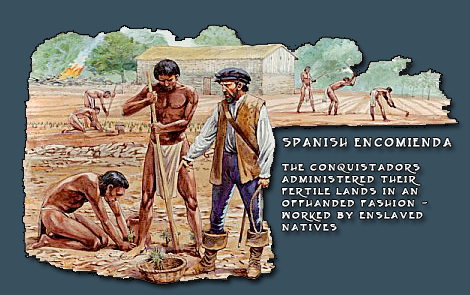 SPANISH ENCOMIENDA
THE CONQUISTADORS
ADMINISTERED THEIR
FERTILE LANDS IN AN
OFFHANDED FASHION -
WORKED BY ENSLAVED
NATIVES